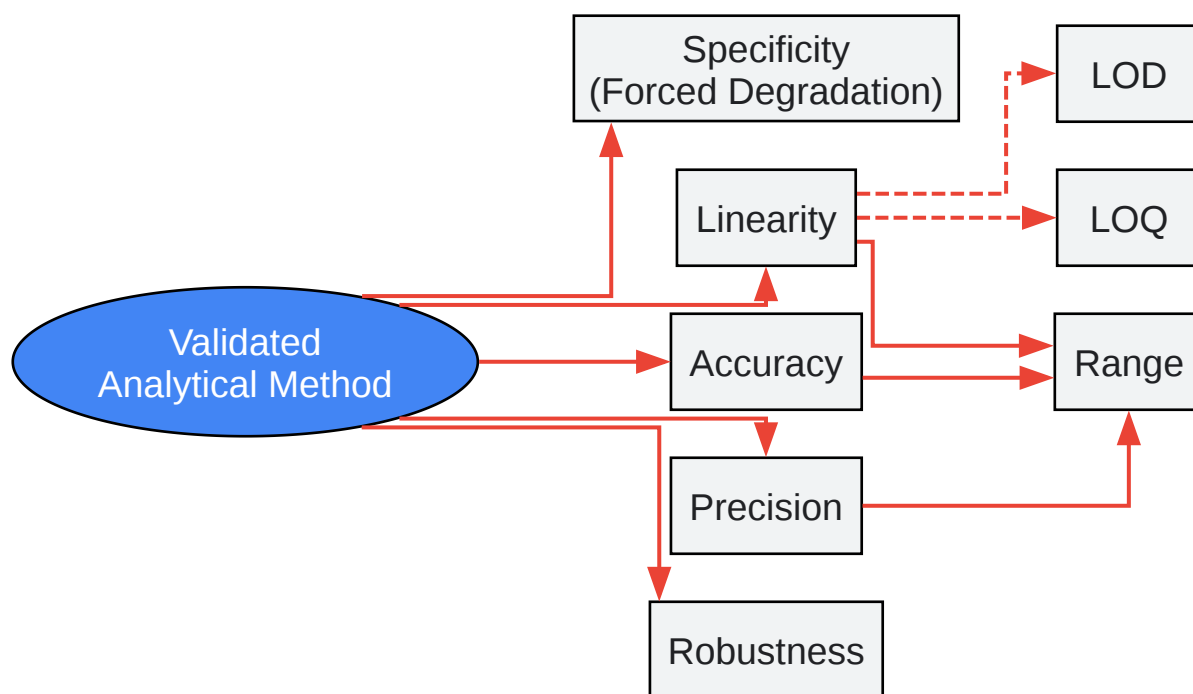 Specificity
(Forced Degradation)
LOD
Linearity
LOQ
Validated
Analytical Method
Accuracy
Range
Precision
Robustness